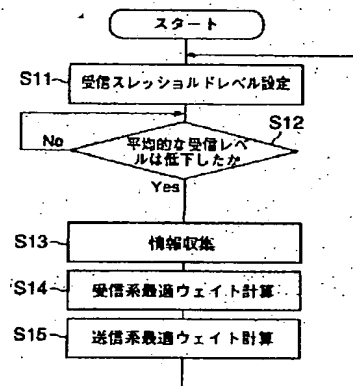 スタート
S11
受信スレッショルドレベル設定
S12
平均的な受信レベ
ルは低下したか
No
Yes
S13
情報収集
S14
受信系最適ウェイト計算
S15
送信系最適ウェイト計算